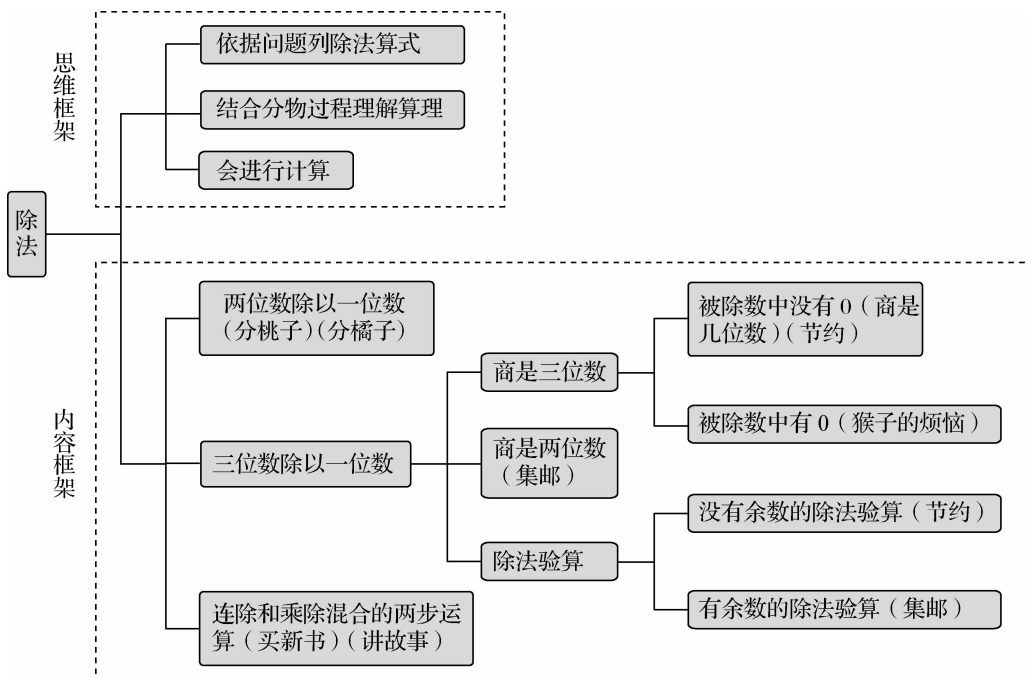 思维框架
依据问题列除法算式
结合分物过程理解算理
会进行计算
除法
内容框架
两位数除以一位数
（分桃子）（分橘子）
三位数除以一位数
商是三位数
被除数中没有0（商是
几位数）（节约）
被除数中有0（猴子的烦恼）
商是两位数
（集邮）
除法验算
没有余数的除法验算（节约）
有余数的除法验算（集邮）
连除和乘除混合的两步运
算（买新书）（讲故事）